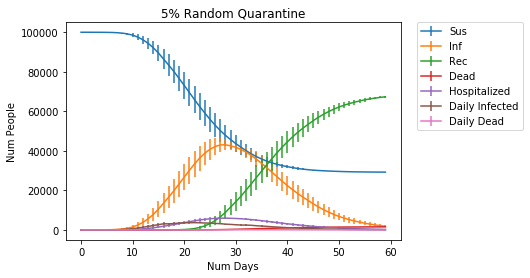 5% Random Quarantine
100000
80000
60000
40000
20000
0
Num People
0 10 20 30 40 50 60
Num Days
Sus
Inf
Rec
Dead
Hospitalized
Daily Infected
Daily Dead